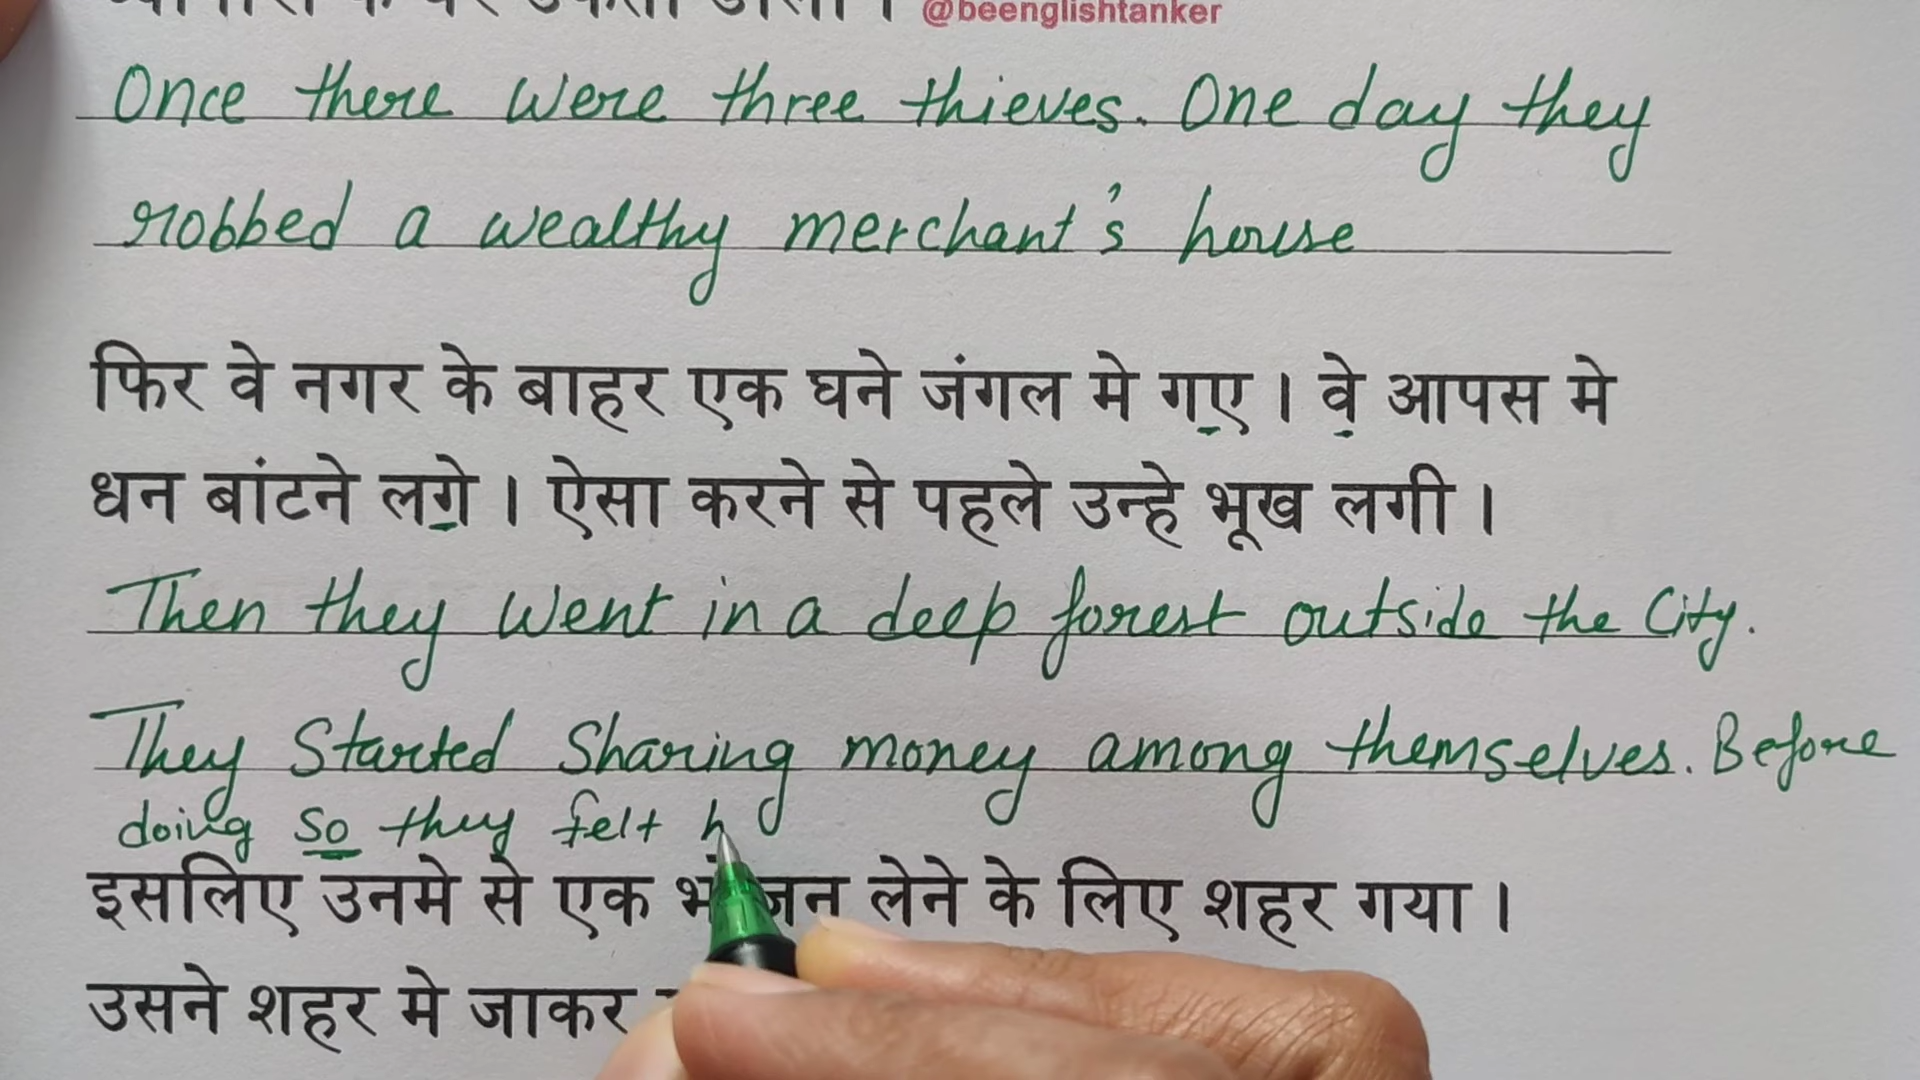 @beenglishtanker
Once there were three thieves. One day they
robbed a wealthy merchant's house
फिर वे नगर के बाहर एक घने जंगल मे गए । वे आपस मे
धन बांटने लगे । ऐसा करने से पहले उन्हे भूख लगी ।
Then they went in a deep forest outside the City.
They Started Sharing money among themselves. Before
doing so they felt h
इसलिए उनमे से एक भोजन लेने के लिए शहर गया ।
उसने शहर मे जाकर